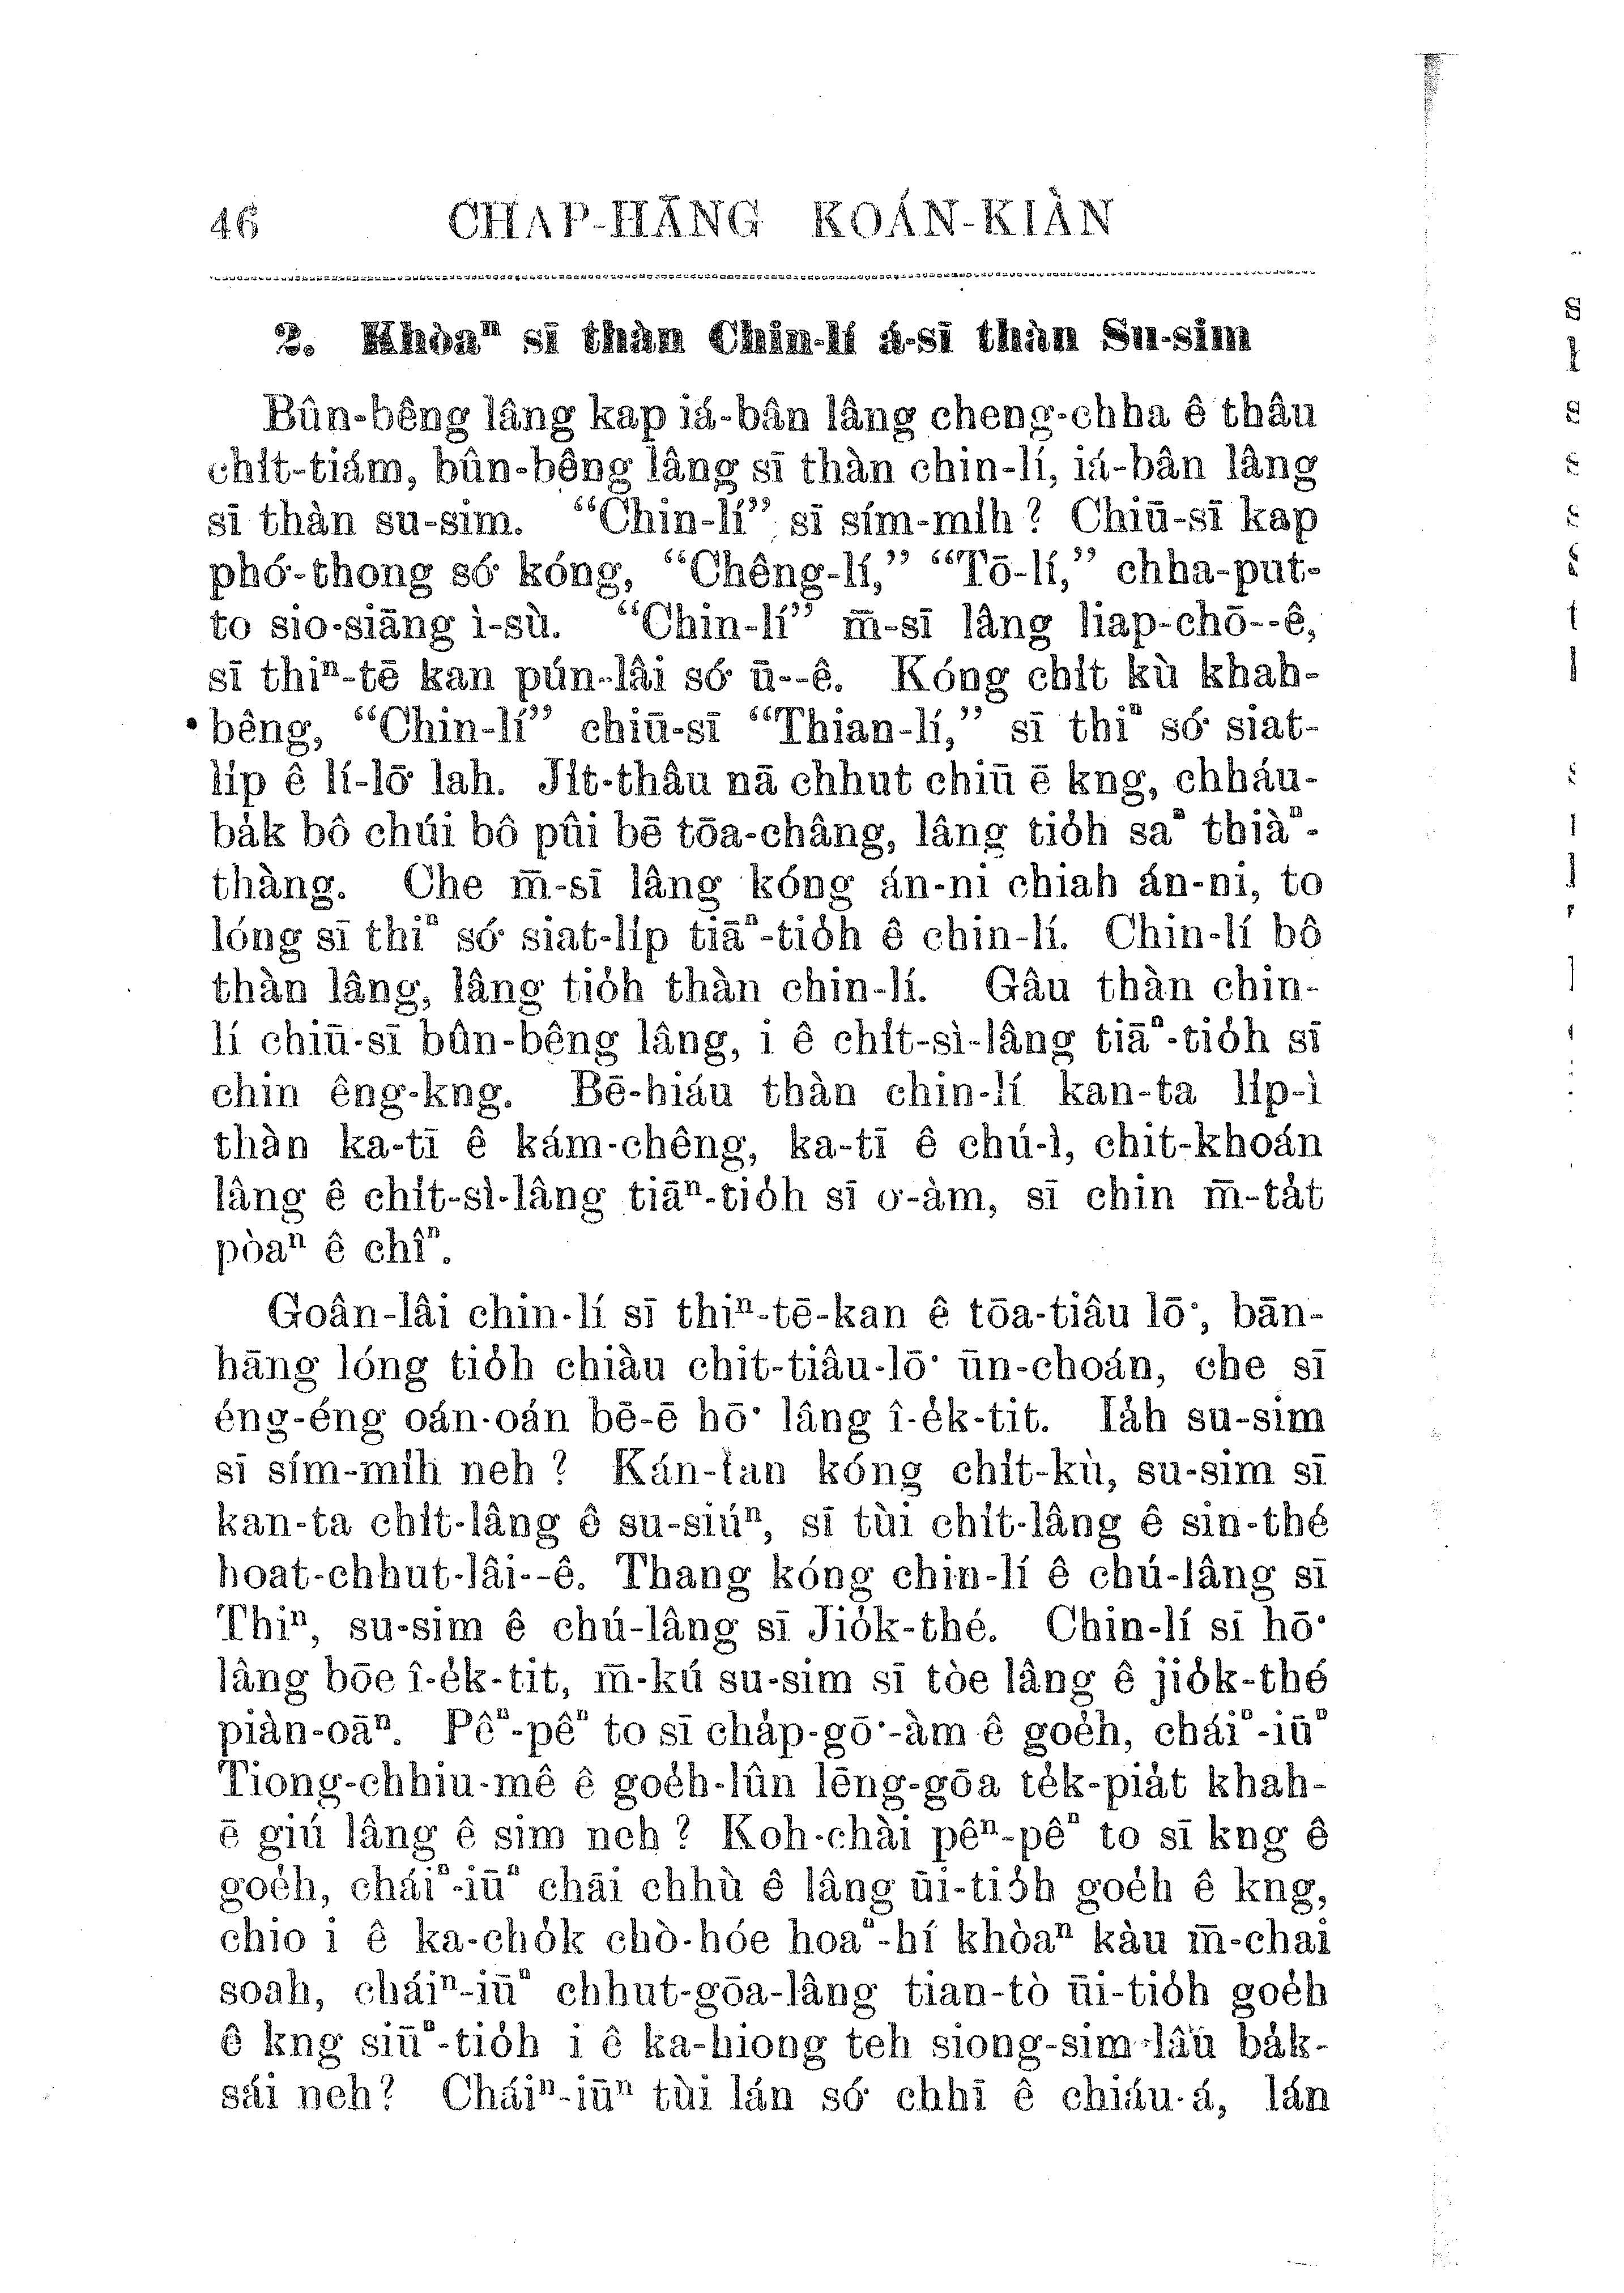 46 CHAP-HĀNG KOÁN-KIÀN
2. Khòaⁿ sī thàn Chin-lí á-sī thàn Su-sim
Bûn-bêng lâng kap iá-bân lâng cheng-chha ê thâu
chi̍t-tiám, bûn-bêng lâng sī thàn chin-lí, iá-bân lâng
sī thàn su-sim. “Chin-lí” sī sím-mi̍h? Chiū-sī kap
phó͘-thong só͘ kóng, “Chêng-lí,” “Tō-lí,” chha-put-
to sio-siāng ì-sù. “Chin-lí” m̄-sī lâng liap-chō--ê,
sī thiⁿ-tē kan pún-lâi só͘ ū--ê. Kóng chi̍t kù khah-
bêng, “Chin-lí” chiū-sī “Thian-lí,” sī thiⁿ só͘ siat-
li̍p ê lí-lō͘ lah. Ji̍t-thâu nā chhut chiū ē kng, chháu-
ba̍k bô chúi bô pûi bē tōa-châng, lâng tio̍h saⁿ thiàⁿ-
thàng. Che m̄-sī lâng kóng án-ni chiah án-ni, to
lóng sī thiⁿ só͘ siat-li̍p tiāⁿ-tio̍h ê chin-lí. Chin-lí bô
thàn lâng, lâng tio̍h thàn chin-lí. Gâu thàn chin-
lí chiū-sī bûn-bêng lâng, i ê chi̍t-sì-lâng tiāⁿ-tio̍h sī
chin êng-kng. Bē-hiáu thàn chin-lí kan-ta li̍p-ì
thàn ka-tī ê kám-chêng, ka-tī ê chú-ì, chit-khoán
lâng ê chi̍t-sì-lâng tiāⁿ-tio̍h sī o͘-àm, sī chin m̄-ta̍t
pòaⁿ ê chîⁿ.
Goân-lâi chin-lí sī thiⁿ-tē-kan ê tōa-tiâu lō͘, bān-
hāng lóng tio̍h chiàu chit-tiâu-lō͘ ūn-choán, che sī
éng-éng oán-oán bē-ē hō͘ lâng î-e̍k-tit. Ia̍h su-sim
sī sím-mi̍h neh? Kán-tan kóng chi̍t-kù, su-sim sī
kan-ta chi̍t-lâng ê su-siúⁿ, sī tùi chi̍t-lâng ê sin-thé
hoat-chhut-lâi--ê. Thang kóng chin-lí ê chú-lâng sī
Thiⁿ, su-sim ê chú-lâng sī Jio̍k-thé. Chin-lí sī hō͘
lâng bōe î-e̍k-tit, m̄-kú su-sim sī tòe lâng ê jio̍k-thé
piàn-oāⁿ. Pêⁿ-pêⁿ to sī cha̍p-gō͘-àm ê goe̍h, cháiⁿ-iūⁿ
Tiong-chhiu-mê ê goe̍h-lûn lēng-gōa te̍k-pia̍t khah-
ē giú lâng ê sim neh? Koh-chài pêⁿ-pêⁿ to sī kng ê
goe̍h, cháiⁿ-iūⁿ chāi chhù ê lâng ūi-tio̍h goe̍h ê kng,
chio i ê ka-cho̍k chò-hóe hoaⁿ-hí khòaⁿ kàu m̄-chai
soah, cháiⁿ-iūⁿ chhut-gōa-lâng tian-tò ūi-tio̍h goe̍h
ê kng siūⁿ-tio̍h i ê ka-hiong teh siong-sim lâu ba̍k-
sái neh? Cháiⁿ-iūⁿ tùi lán só͘ chhī ê chiáu-á, lán